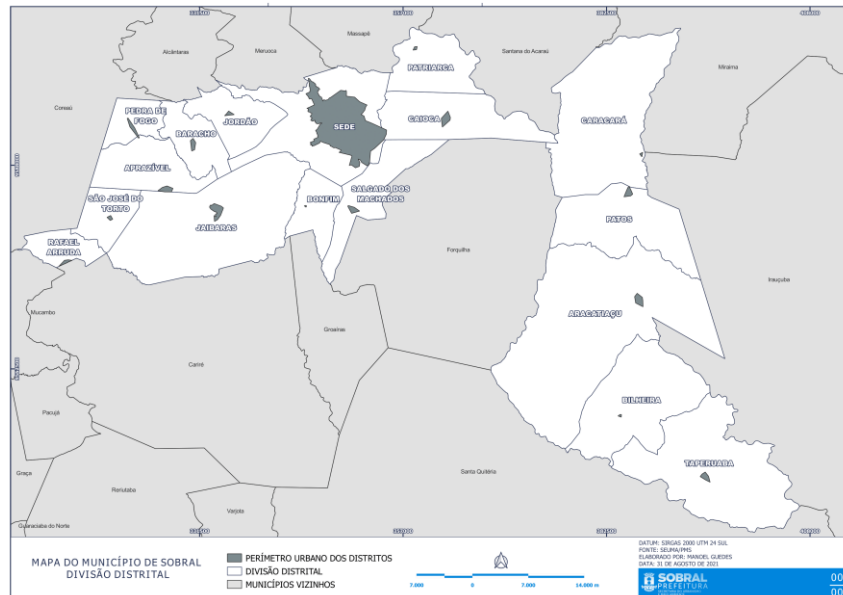 Massapê
Alcântaras
Meruoca
Santana do Acaraú
Miraíma
PATRIARCA
Coreaú
PEDRA DE
FOGO
JORDÃO
CAIOCA
CARACARÁ
BARACHO
SEDE
APRAZÍVEL
SÃO JOSÉ DO
TORTO
BONFIM
SALGADO DOS
MACHADOS
JAIBARAS
PATOS
RAFAEL
ARRUDA
Forquilha
Irauçuba
Mucambo
ARACATIAÇU
Groaíras
Cariré
BILHEIRA
Pacujá
TAPERUABA
Graça
Reriutaba
Santa Quitéria
Varjota
Guaraciaba do Norte
MAPA DO MUNICÍPIO DE SOBRAL
DIVISÃO DISTRITAL
PERÍMETRO URBANO DOS DISTRITOS
DIVISÃO DISTRITAL
MUNICÍPIOS VIZINHOS
7.000 0 7.000 14.000 m
DATUM: SIRGAS 2000 UTM 24 SUL
FONTE: SEUMA/PMS
ELABORADO POR: MANOEL GUEDES
DATA: 31 DE AGOSTO DE 2021
SOBRAL
PREFEITURA